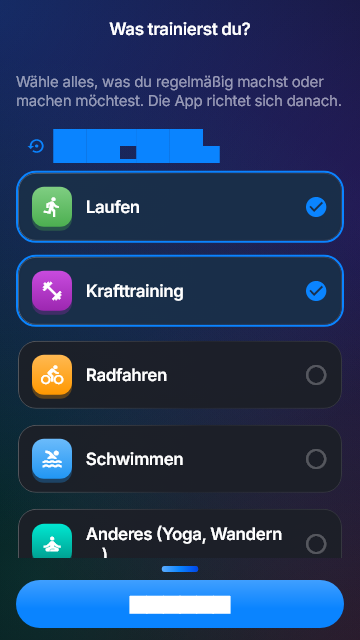 Was trainierst du?
Wähle alles, was du regelmäßig machst oder
machen möchtest. Die App richtet sich danach.
Laufen
Krafttraining
Radfahren
Schwimmen
Anderes (Yoga, Wandern
)